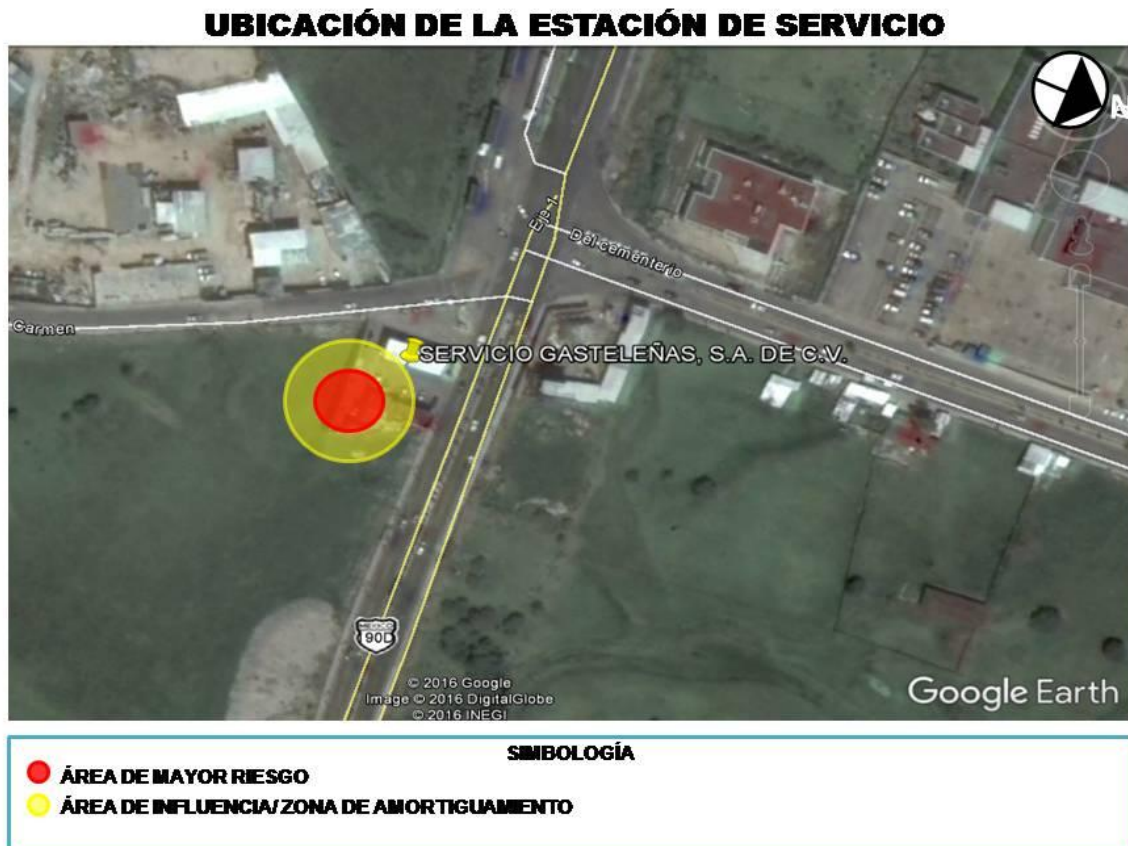 UBICACIÓN DE LA ESTACIÓN DE SERVICIO
N
Eje 1
Del cementerio
Carmen
SERVICIO GASTELEÑAS, S.A. DE C.V.
MEXICO
90D
© 2016 Google
Image © 2016 DigitalGlobe
© 2016 INEGI
Google Earth
SIMBOLOGÍA
ÁREA DE MAYOR RIESGO
ÁREA DE INFLUENCIA/ ZONA DE AMORTIGUAMIENTO